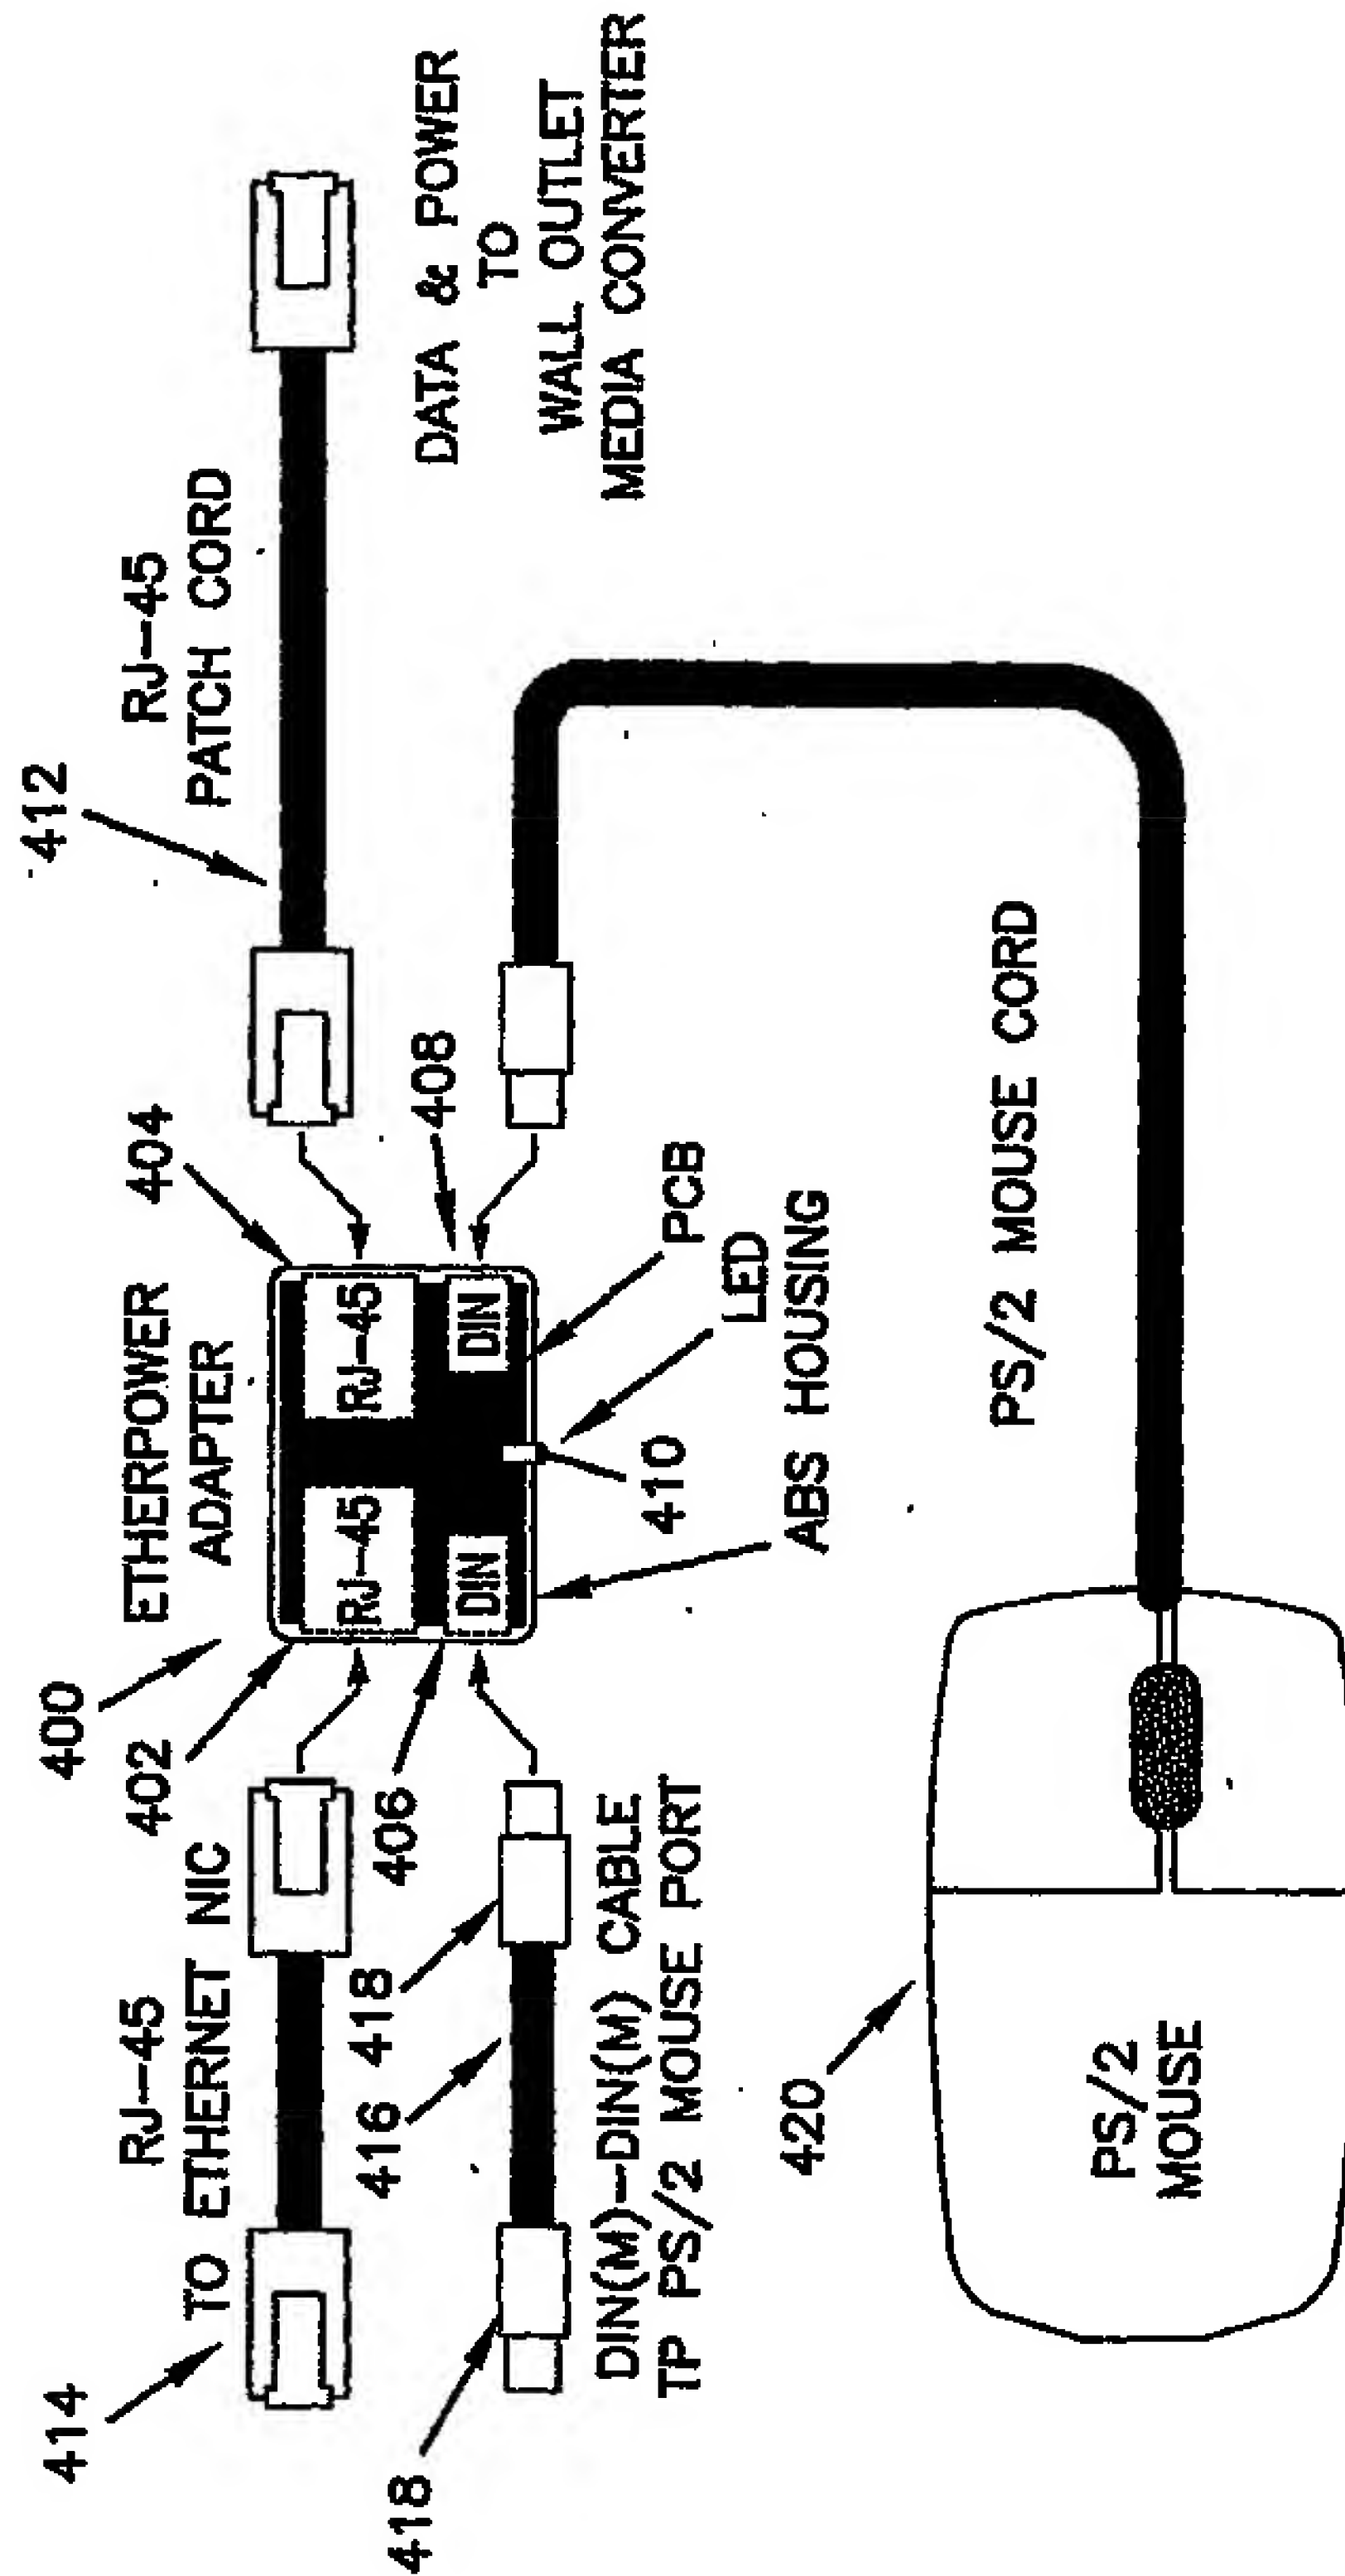 414
RJ-45
TO ETHERNET NIC
400
402
ETHERPOWER
ADAPTER
404
412
RJ-45
PATCH CORD
418
416
418
406
RJ-45
RJ-45
DIN
DIN
408
DATA & POWER
TO
WALL OUTLET
MEDIA CONVERTER
DIN(M)-DIN(M) CABLE
TP PS/2 MOUSE PORT
410
PCB
LED
ABS HOUSING
420
PS/2
MOUSE
PS/2 MOUSE CORD